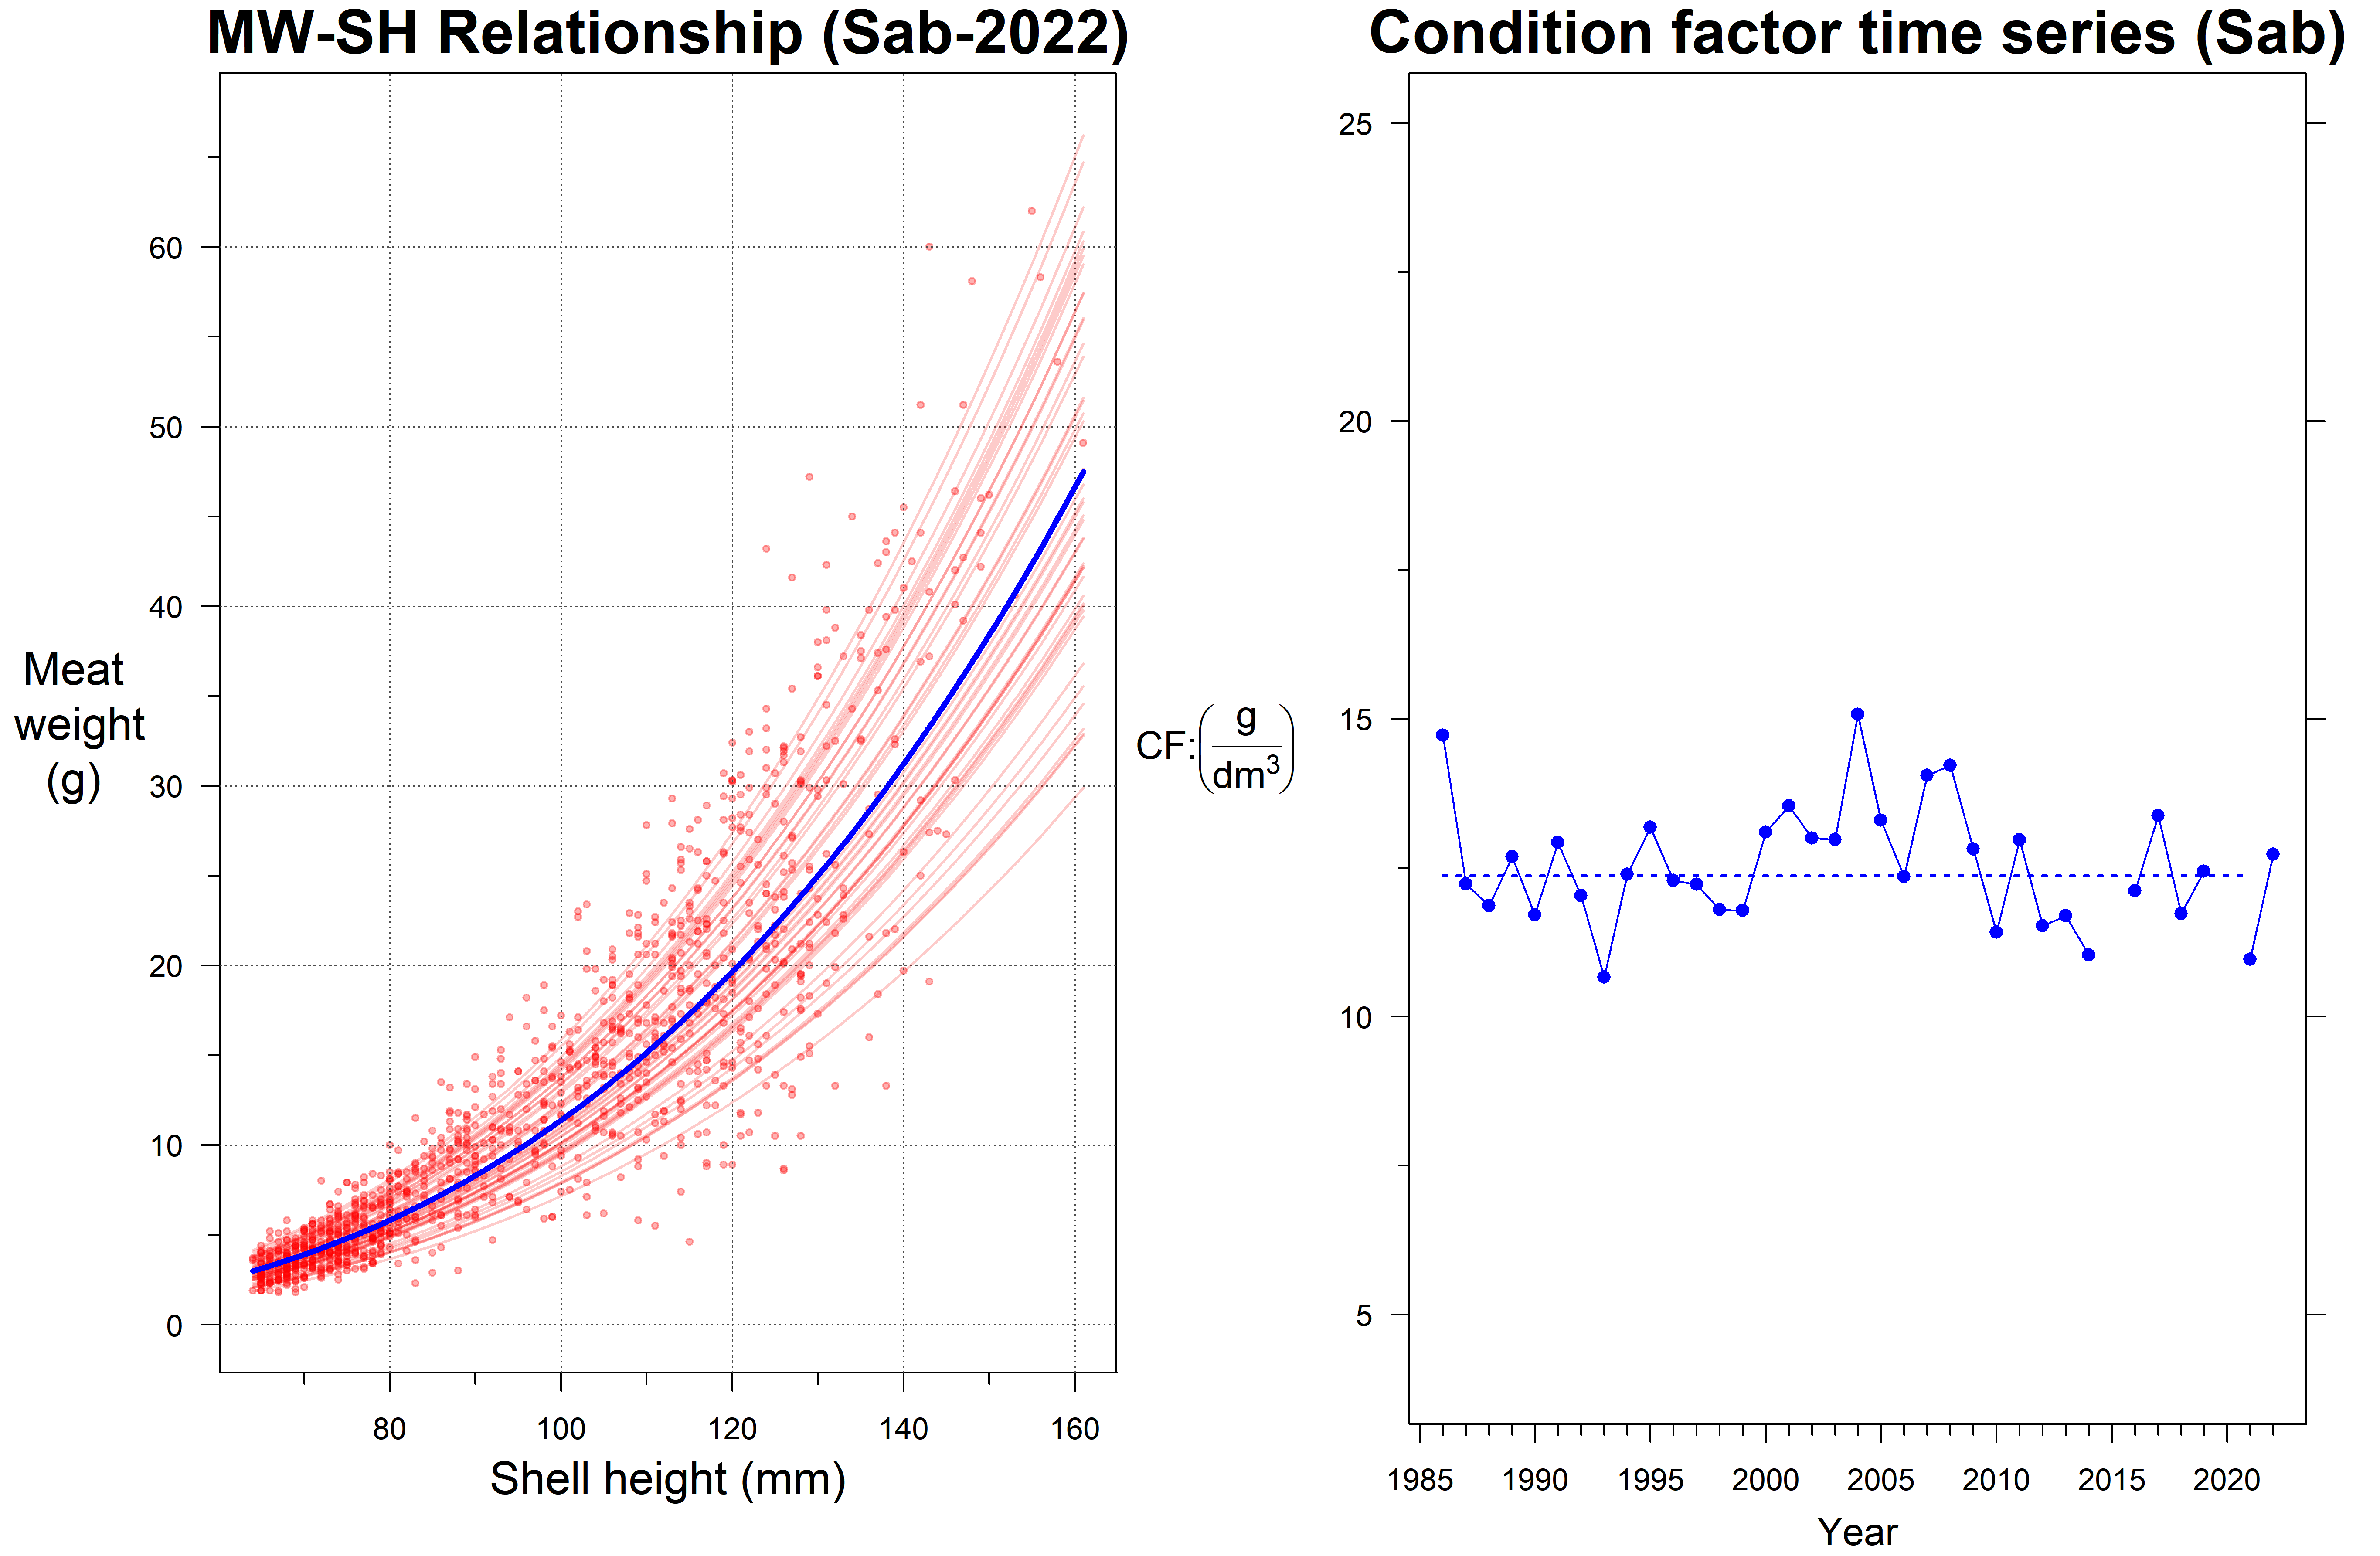 MW-SH Relationship (Sab-2022)
Meat
weight
(g)
60
50
40
30
20
10
0
80 100 120 140 160
Shell height (mm)
Condition factor time series (Sab)
CF:(g/dm³)
25
20
15
10
5
1985 1990 1995 2000 2005 2010 2015 2020
Year